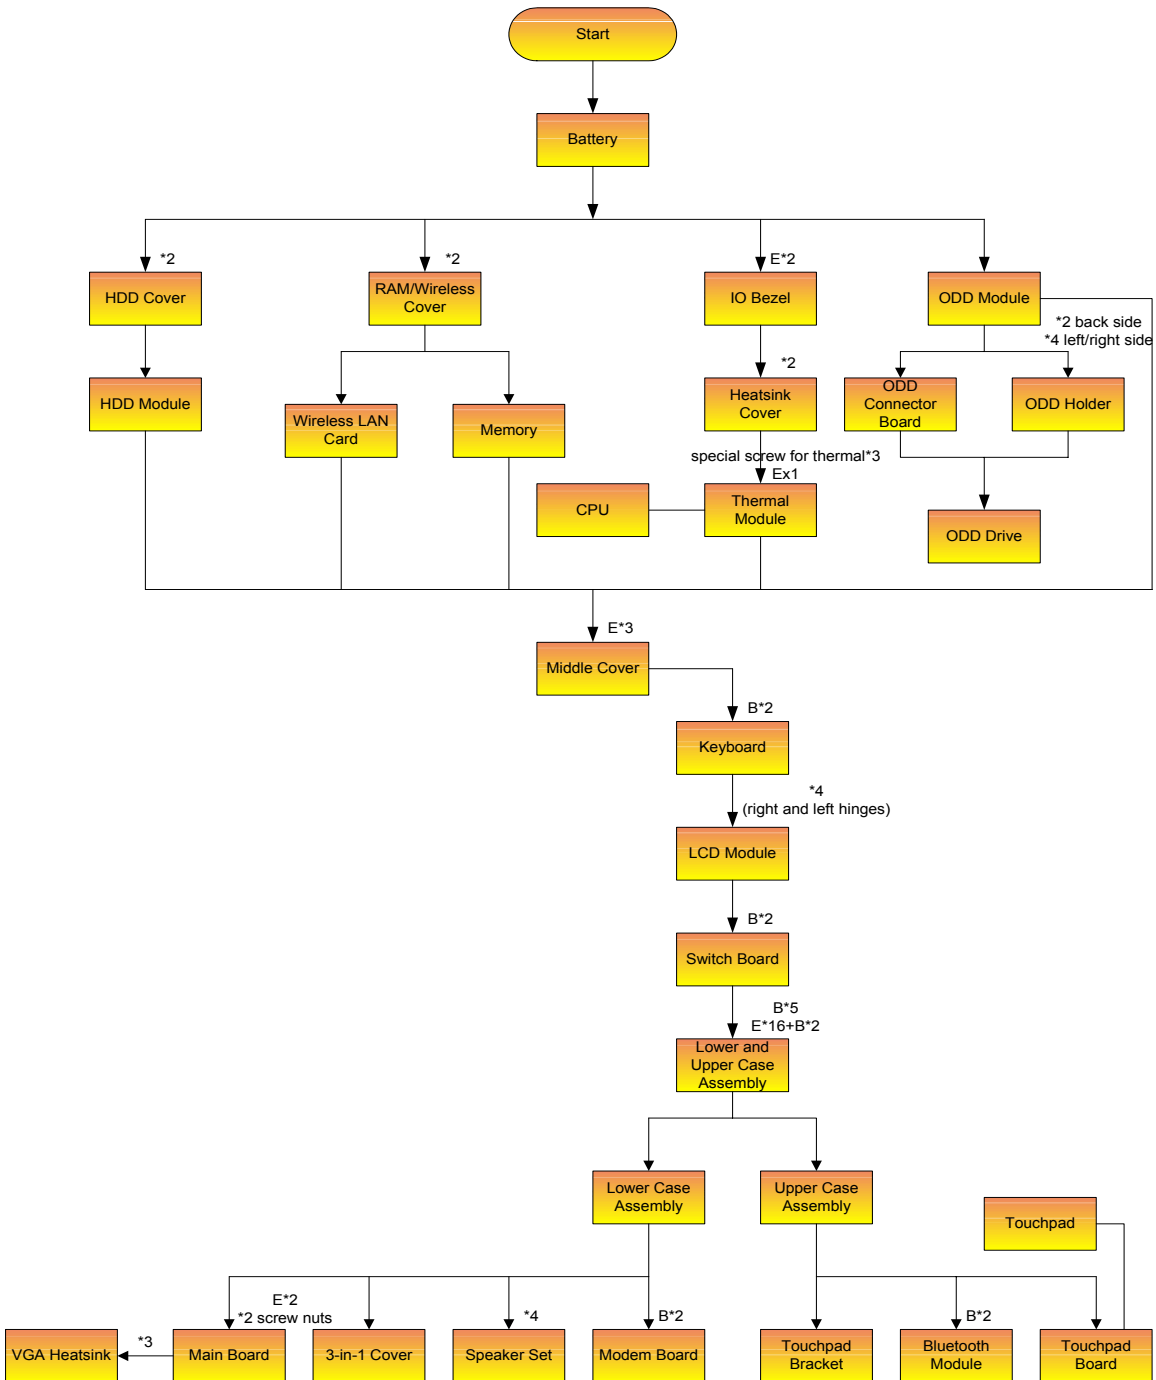 Start
Battery
*2
*2
E*2
HDD Cover
RAM/Wireless
Cover
IO Bezel
ODD Module
*2 back side
*4 left/right side
*2
HDD Module
Wireless LAN
Card
Memory
Heatsink
Cover
ODD
Connector
Board
ODD Holder
special screw for thermal*3
Ex1
CPU
Thermal
Module
ODD Drive
E*3
Middle Cover
B*2
Keyboard
*4
(right and left hinges)
LCD Module
B*2
Switch Board
B*5
E*16+B*2
Lower and
Upper Case
Assembly
Lower Case
Assembly
Upper Case
Assembly
Touchpad
E*2
*2 screw nuts
*4
B*2
B*2
*3
VGA Heatsink
Main Board
3-in-1 Cover
Speaker Set
Modem Board
Touchpad
Bracket
Bluetooth
Module
Touchpad
Board